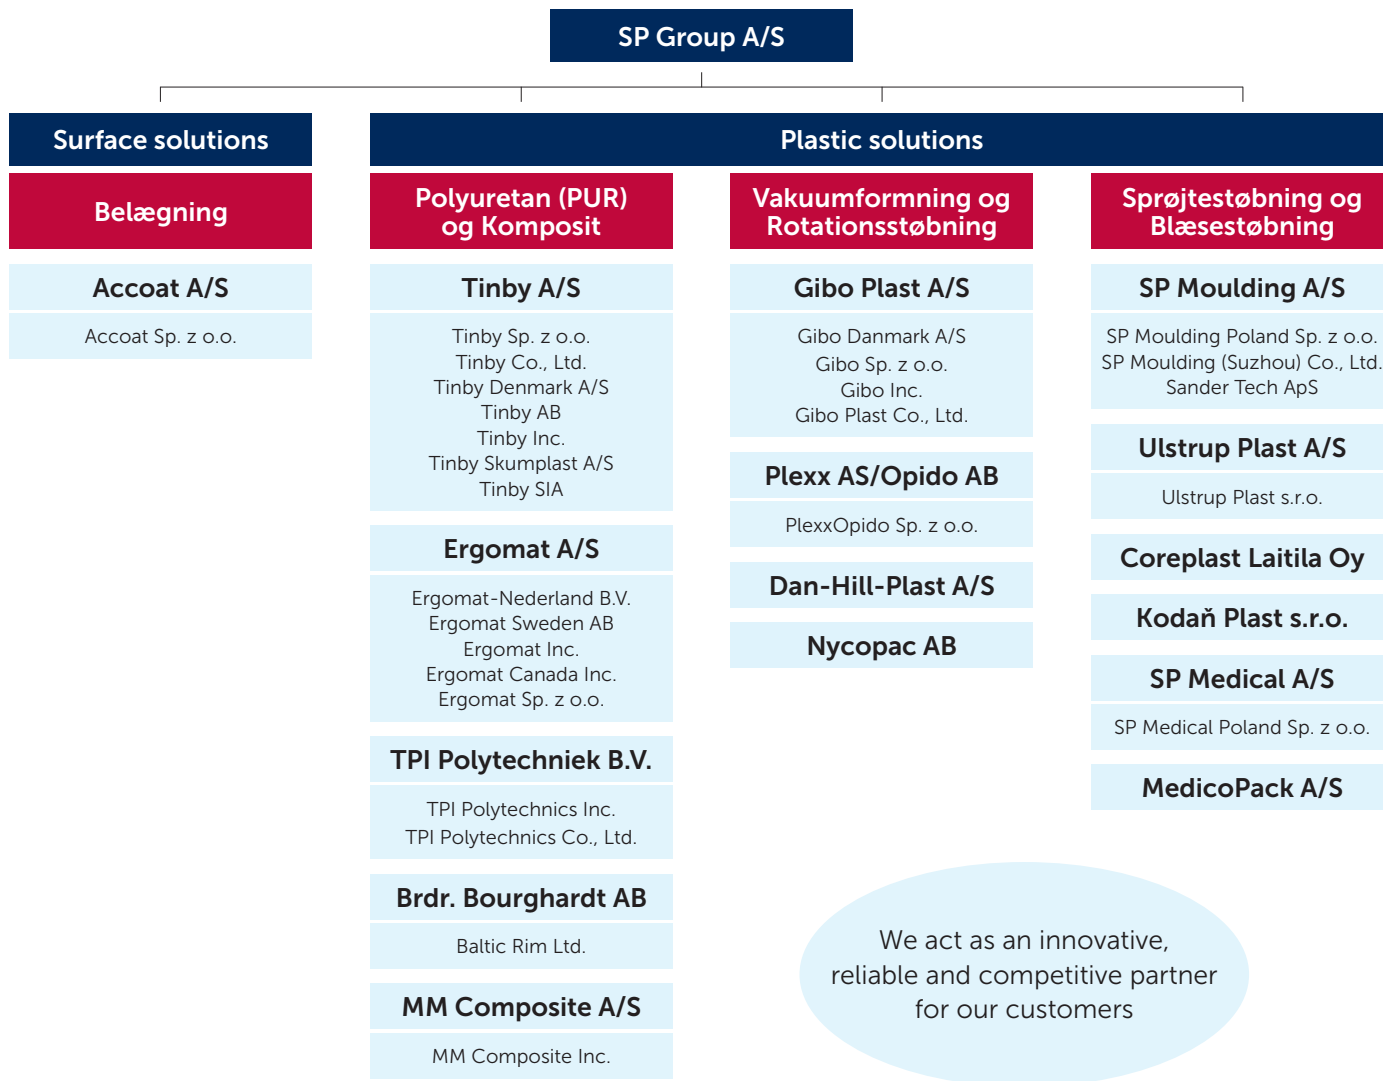 SP Group A/S
Surface solutions
Plastic solutions
Belægning
Polyuretan (PUR)
og Komposit
Vakuumformning og
Rotationsstøbning
Sprøjtestøbning og
Blæsestøbning
Accoat A/S
Accoat Sp. z o.o.
Tinby A/S
Tinby Sp. z o.o.
Tinby Co., Ltd.
Tinby Denmark A/S
Tinby AB
Tinby Inc.
Tinby Skumplast A/S
Tinby SIA
Ergomat A/S
Ergomat-Nederland B.V.
Ergomat Sweden AB
Ergomat Inc.
Ergomat Canada Inc.
Ergomat Sp. z o.o.
TPI Polytechniek B.V.
TPI Polytechnics Inc.
TPI Polytechnics Co., Ltd.
Brdr. Bourghardt AB
Baltic Rim Ltd.
MM Composite A/S
MM Composite Inc.
Gibo Plast A/S
Gibo Danmark A/S
Gibo Sp. z o.o.
Gibo Inc.
Gibo Plast Co., Ltd.
Plexx AS/Opido AB
PlexxOpido Sp. z o.o.
Dan-Hill-Plast A/S
Nycopac AB
SP Moulding A/S
SP Moulding Poland Sp. z o.o.
SP Moulding (Suzhou) Co., Ltd.
Sander Tech ApS
Ulstrup Plast A/S
Ulstrup Plast s.r.o.
Coreplast Laitila Oy
Kodaň Plast s.r.o.
SP Medical A/S
SP Medical Poland Sp. z o.o.
MedicoPack A/S
We act as an innovative,
reliable and competitive partner
for our customers